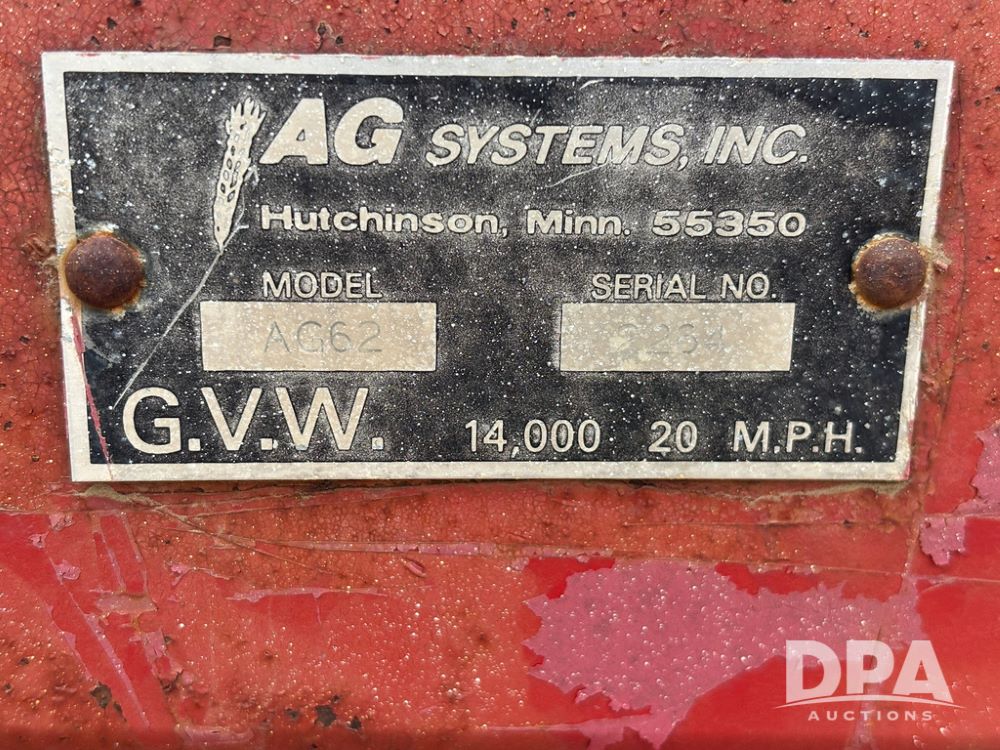 AG SYSTEMS, INC.
Hutchinson, Minn. 55350
MODEL SERIAL NO.
AG62
G.V.W. 14,000 20 M.P.H.
DPA
AUCTIONS